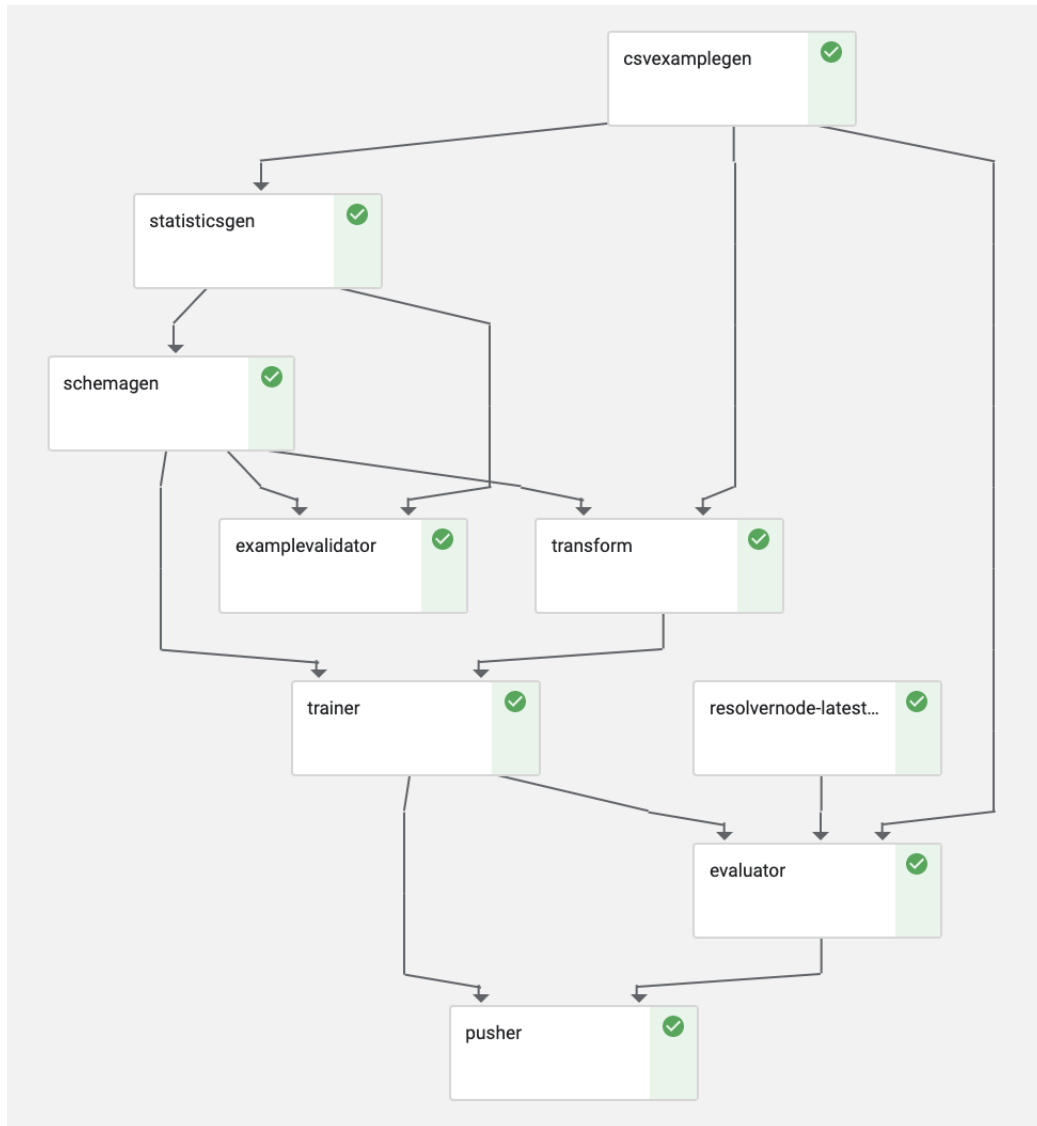 csvexamplegen
statisticsgen
schemagen
examplevalidator
transform
trainer
resolvernode-latest...
evaluator
pusher